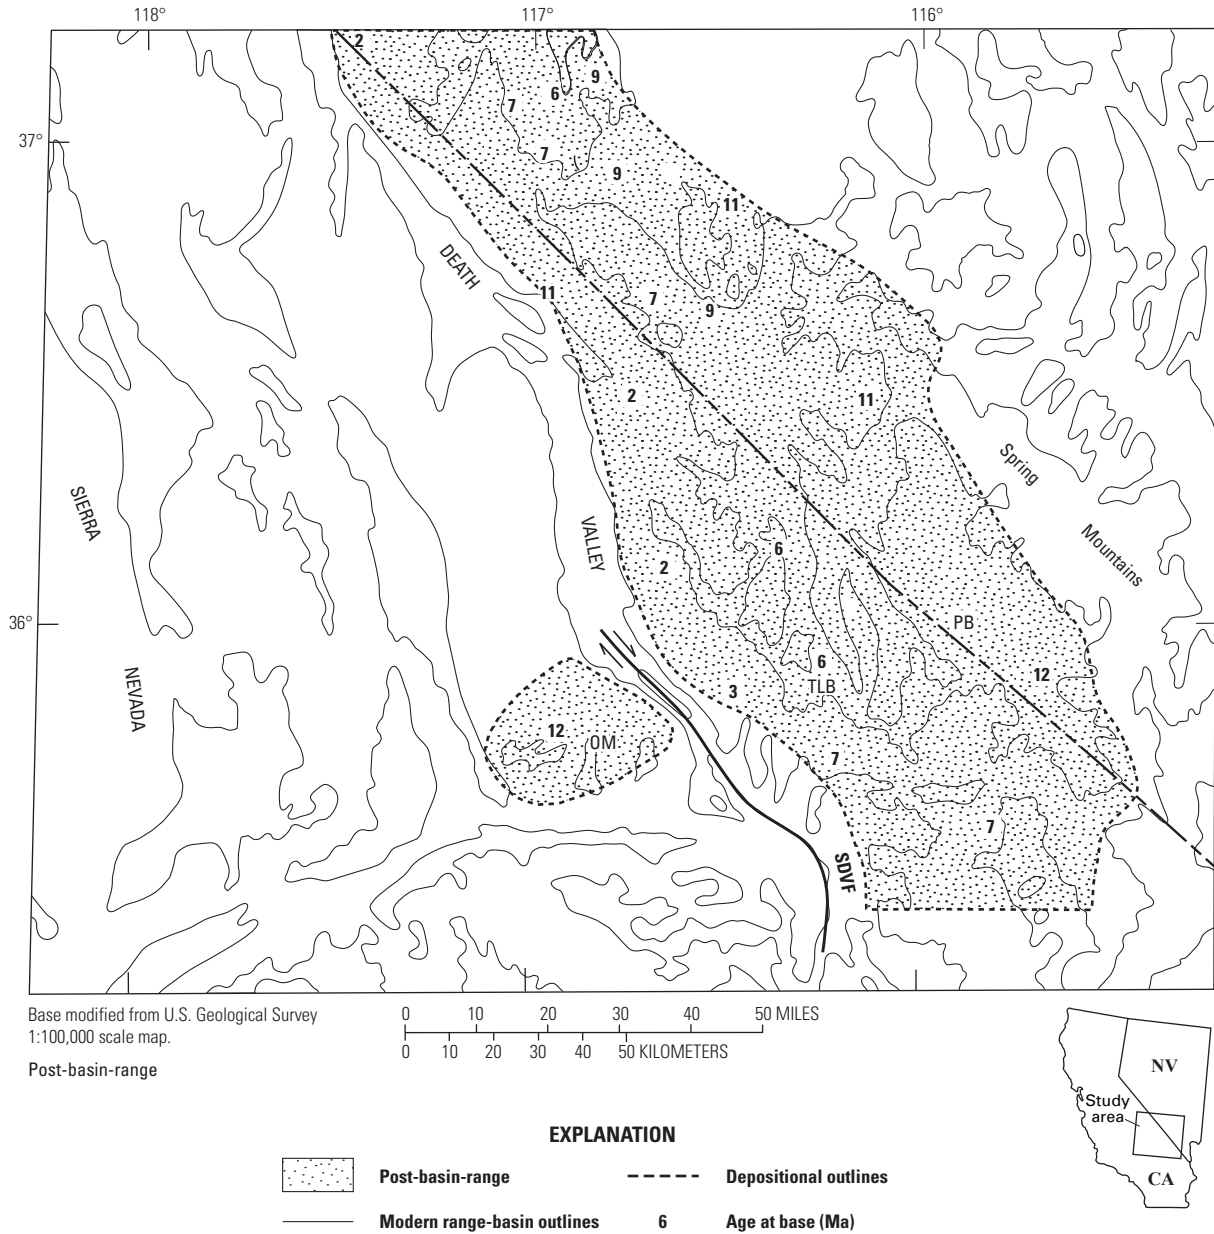 118°
117°
116°
2
9
6
7
37°
7
9
11
DEATH
11
7
9
2
11
Spring
SIERRA
VALLEY
6
Mountains
2
36°
PB
6
12
TLB
NEVADA
3
12
OM
7
7
SDVF
Base modified from U.S. Geological Survey
1:100,000 scale map.
0 10 20 30 40 50 MILES
0 10 20 30 40 50 KILOMETERS
Post-basin-range
NV
Study
area
CA
EXPLANATION
Post-basin-range
Depositional outlines
Modern range-basin outlines
6 Age at base (Ma)